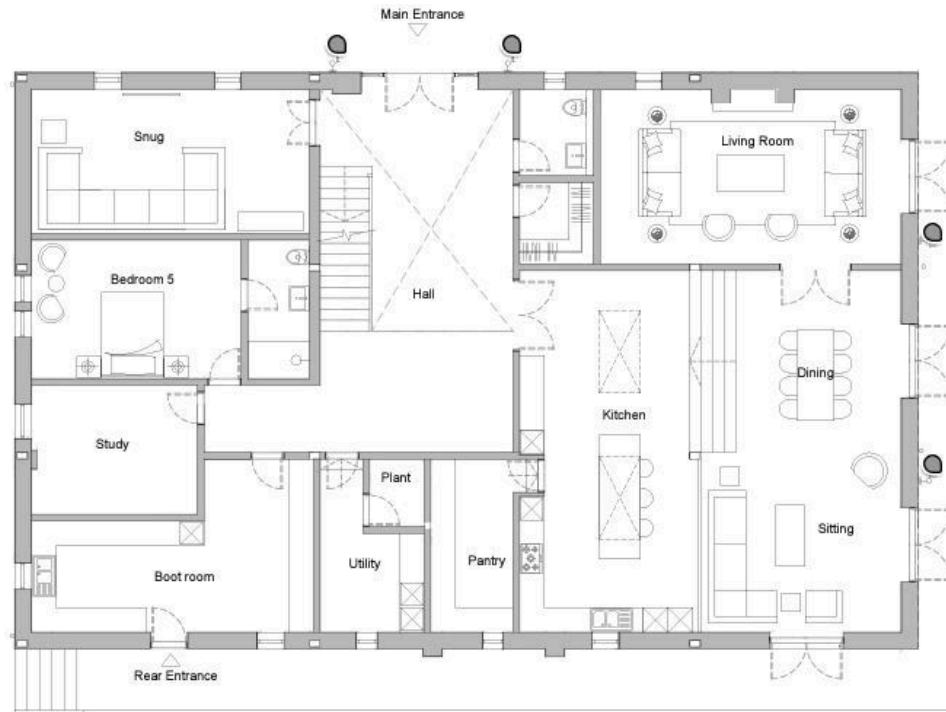 Main Entrance
Snug
Living Room
Bedroom 5
Hall
Dining
Kitchen
Study
Plant
Sitting
Utility
Pantry
Boot room
Rear Entrance